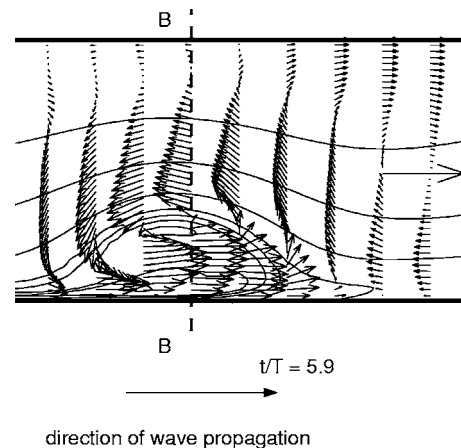 B
B
t/T = 5.9
direction of wave propagation